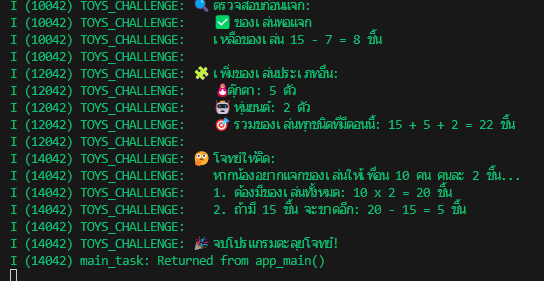 I (10042) TOYS_CHALLENGE: 🔍 ตรวจสอบก่อนแจก:
I (10042) TOYS_CHALLENGE:    ✅ ของเล่นพอแจก
I (10042) TOYS_CHALLENGE:    เหลือของเล่น 15 - 7 = 8 ชิ้น
I (10042) TOYS_CHALLENGE:
I (12042) TOYS_CHALLENGE: 🧩 เพิ่มของเล่นประเภทอื่น:
I (12042) TOYS_CHALLENGE:    🪆ตุ๊กตา: 5 ตัว
I (12042) TOYS_CHALLENGE:    🤖 หุ่นยนต์: 2 ตัว
I (12042) TOYS_CHALLENGE:    🎯 รวมของเล่นทุกชนิดที่มีตอนนี้: 15 + 5 + 2 = 22 ชิ้น
I (12042) TOYS_CHALLENGE:
I (14042) TOYS_CHALLENGE: 🤔 โจทย์ให้คิด:
I (14042) TOYS_CHALLENGE:    หากน้องอยากแจกของเล่นให้เพื่อน 10 คน คนละ 2 ชิ้น...
I (14042) TOYS_CHALLENGE:    1. ต้องมีของเล่นทั้งหมด: 10 x 2 = 20 ชิ้น
I (14042) TOYS_CHALLENGE:    2. ถ้ามี 15 ชิ้น จะขาดอีก: 20 - 15 = 5 ชิ้น
I (14042) TOYS_CHALLENGE:
I (14042) TOYS_CHALLENGE: 🎉 จบโปรแกรมตะลุยโจทย์!
I (14042) main_task: Returned from app_main()